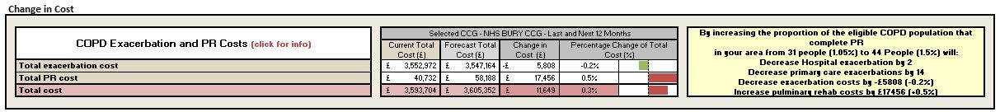 Change in Cost
COPD Exacerbation and PR Costs (click for info)
Selected CCG - NHS BURY CCG - Last and Next 12 Months
Current Total Cost (£) Forecast Total Cost (£) Change in Cost (£) Percentage Change of Total Cost (%)
Total exacerbation cost £ 3,552,972 £ 3,547,164 -£ 5,808 -0.2%
Total PR cost £ 40,732 £ 58,188 £ 17,456 0.5%
Total cost £ 3,593,704 £ 3,605,352 £ 11,649 0.3%
By increasing the proportion of the eligible COPD population that
complete PR
in your area from 31 people (1.05%) to 44 People (1.5%) will:
Decrease Hospital exacerbation by 2
Decrease primary care exacerbations by 14
Decrease exacerbation costs by -£5808 (-0.2%)
Increase pulminary rehab costs by £17456 (+0.5%)